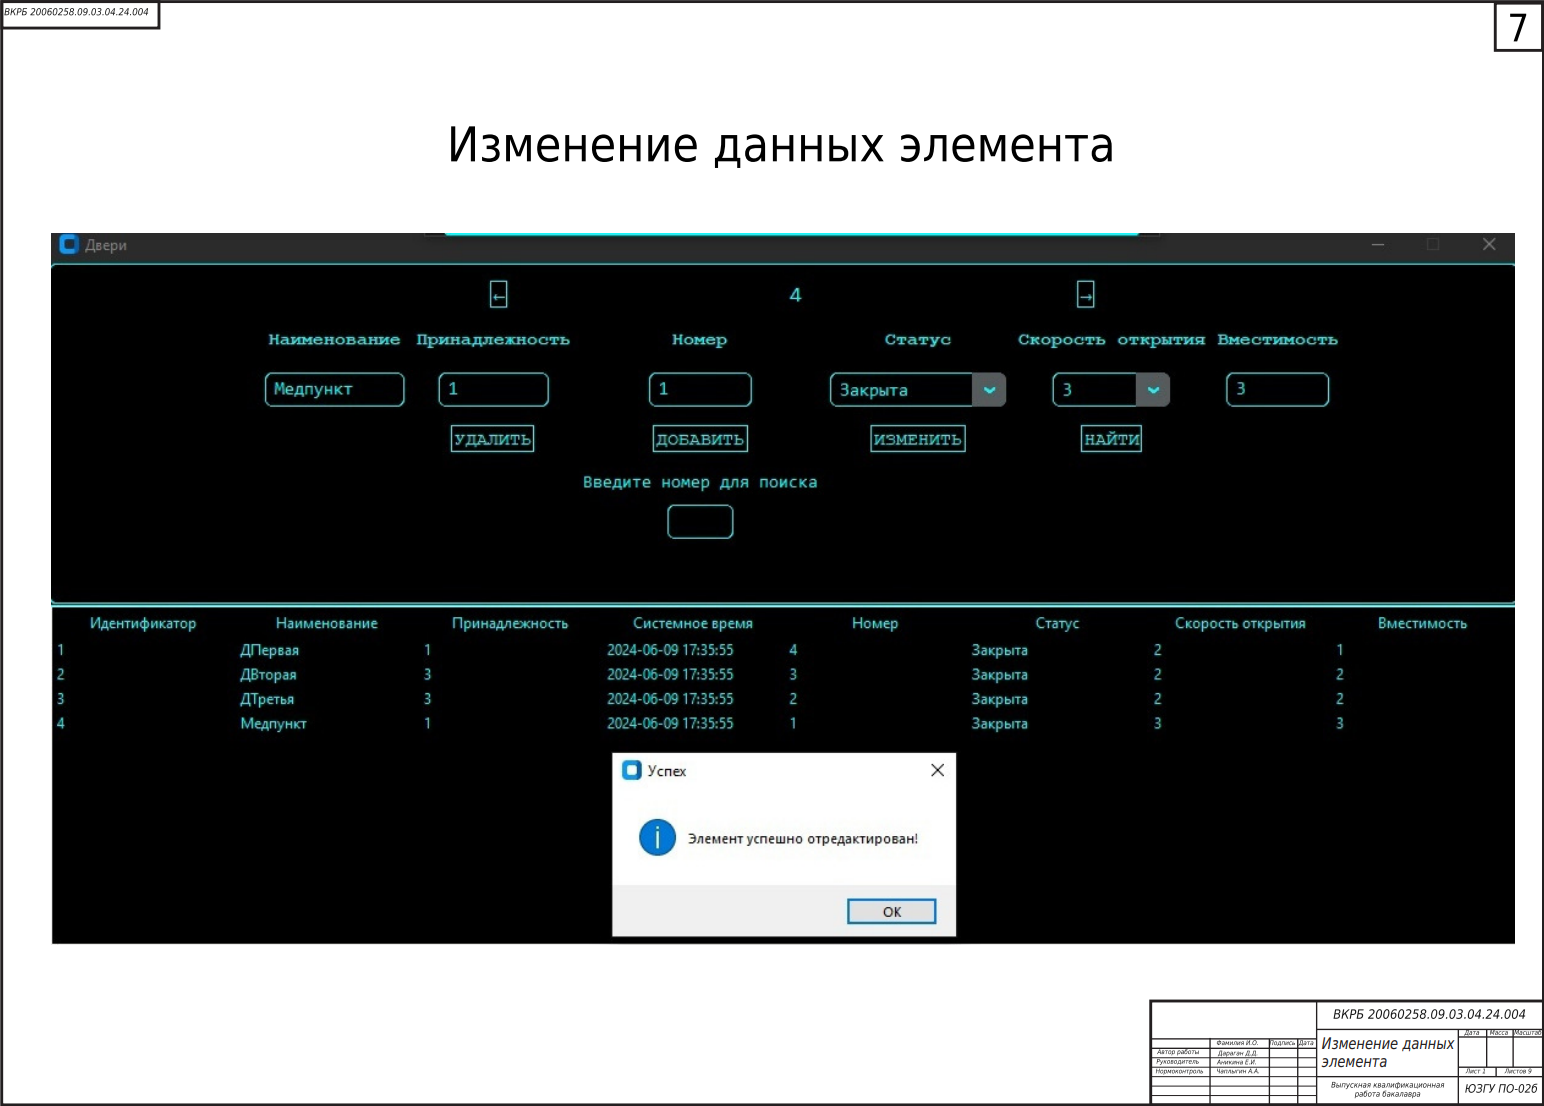 ВКРБ 20060258.09.03.04.24.004
7
Изменение данных элемента
Двери
← 4 →
Наименование Принадлежность Номер Статус Скорость открытия Вместимость
Медпункт 1 1 Закрыта 3 3
УДАЛИТЬ ДОБАВИТЬ ИЗМЕНИТЬ НАЙТИ
Введите номер для поиска
Идентификатор Наименование Принадлежность Системное время Номер Статус Скорость открытия Вместимость
1 ДПервая 1 2024-06-09 17:35:55 4 Закрыта 2 1
2 ДВторая 3 2024-06-09 17:35:55 3 Закрыта 2 2
3 ДТретья 3 2024-06-09 17:35:55 2 Закрыта 2 2
4 Медпункт 1 2024-06-09 17:35:55 1 Закрыта 3 3
Успех
Элемент успешно отредактирован!
OK
ВКРБ 20060258.09.03.04.24.004
Фамилия И.О. Подпись Дата
Автор работы Дараган Д.Д.
Руководитель Аникина Е.И.
Нормоконтроль Чаплыгин А.А.
Изменение данных
элемента
Дата Масса Масштаб
Лист 1 Листов 9
Выпускная квалификационная
работа бакалавра
ЮЗГУ ПО-02б